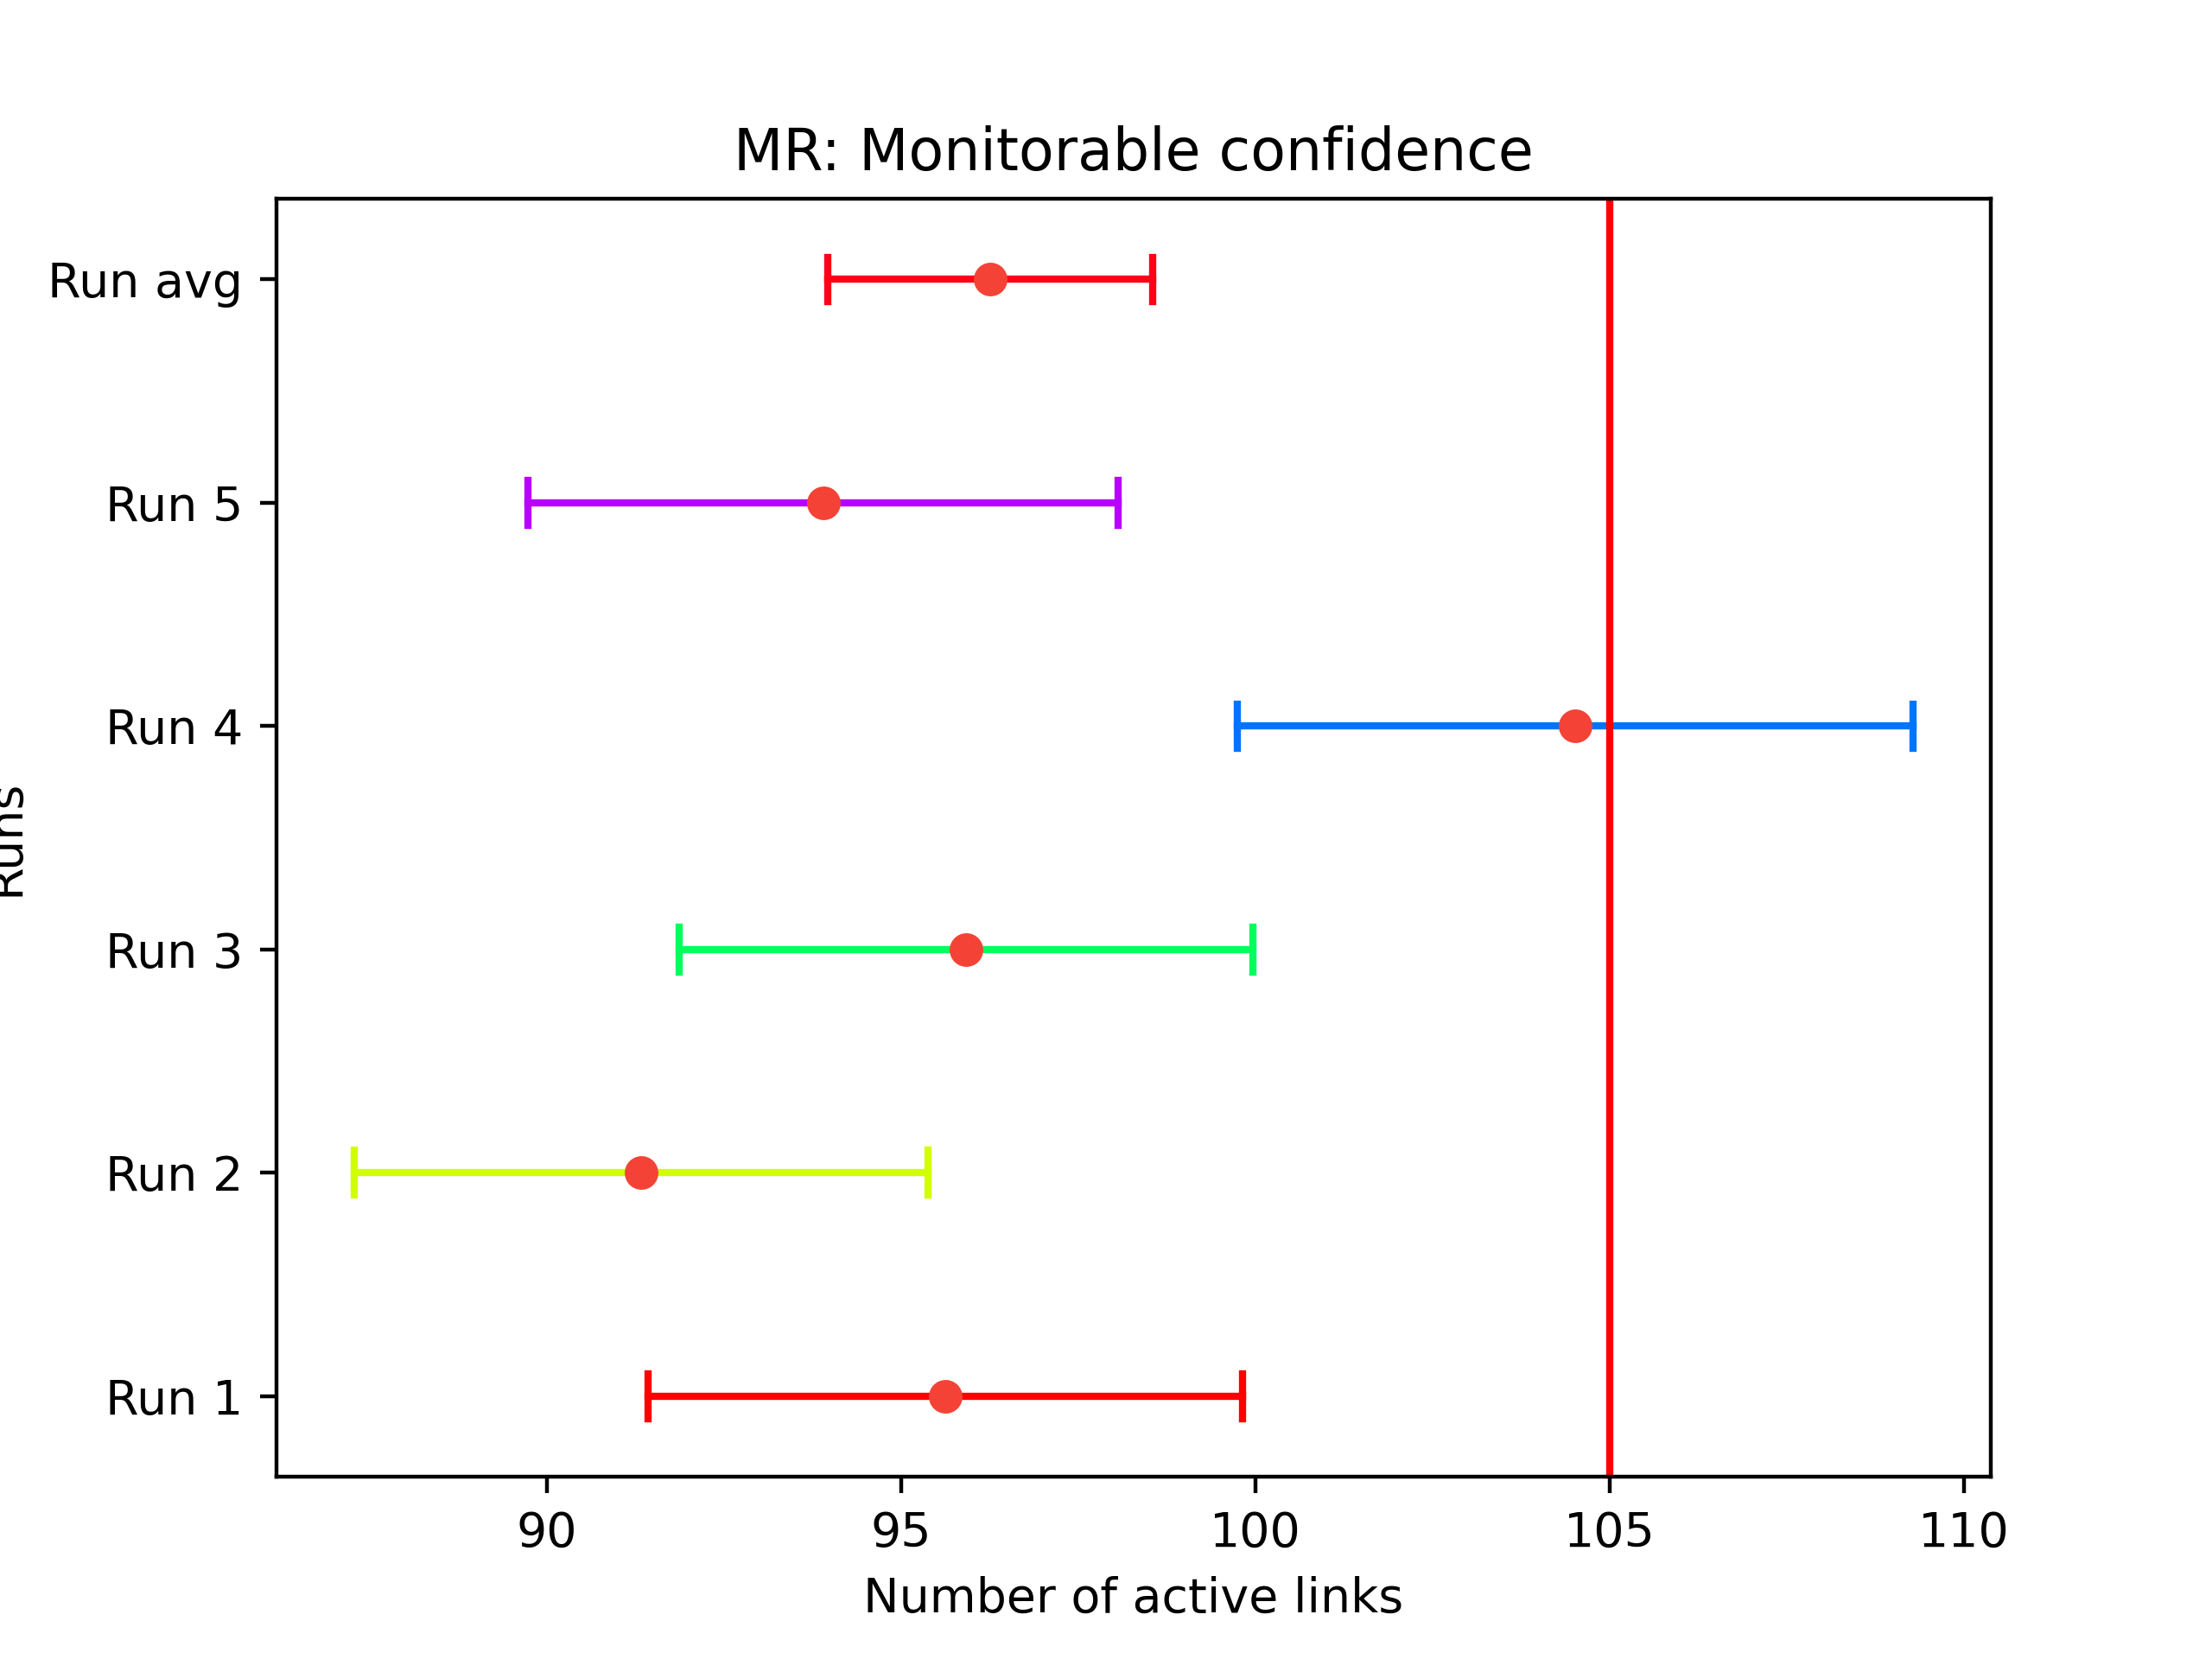 MR: Monitorable confidence
Run avg
Run 5
Run 4
Runs
Run 3
Run 2
Run 1
90 95 100 105 110
Number of active links